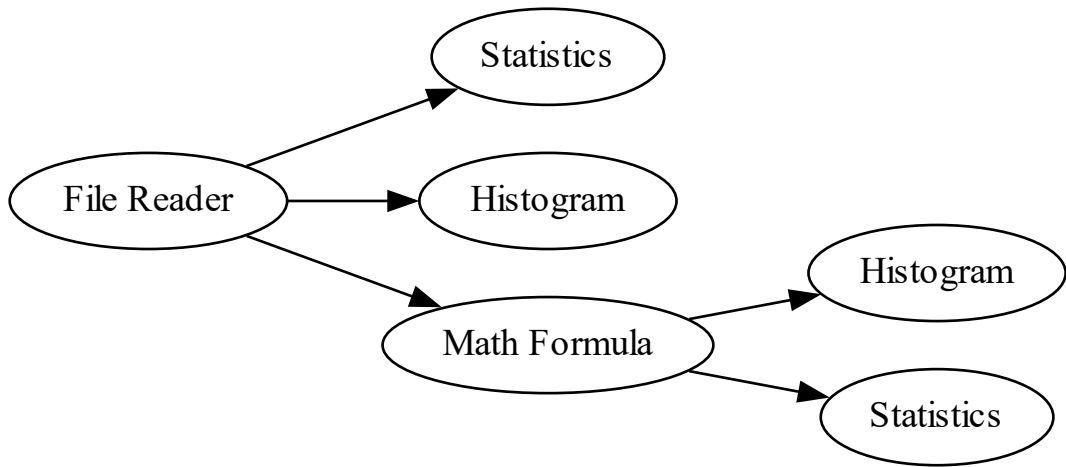 Statistics
File Reader
Histogram
Histogram
Math Formula
Statistics